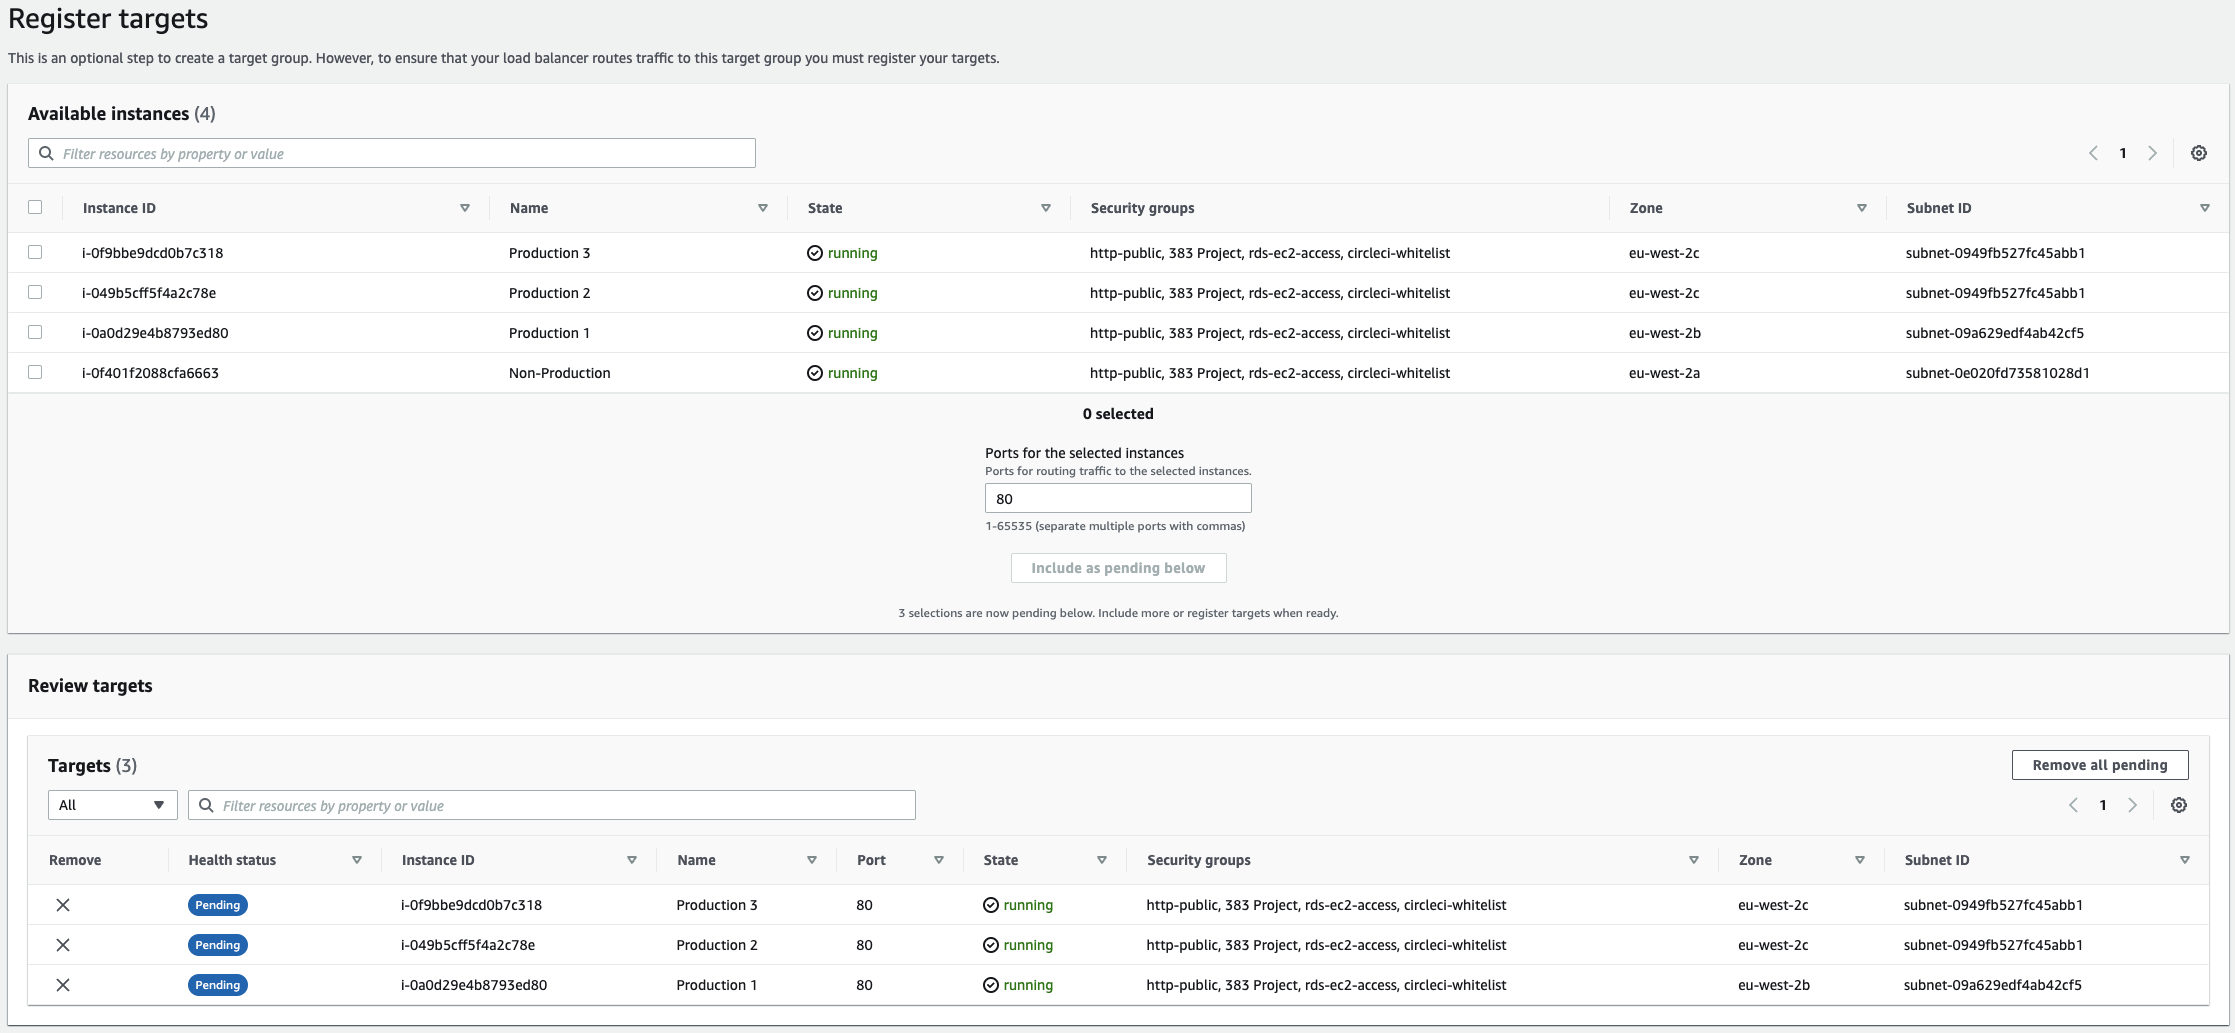 Register targets
This is an optional step to create a target group. However, to ensure that your load balancer routes traffic to this target group you must register your targets.
Available instances (4)
Filter resources by property or value
1
Instance ID Name State Security groups Zone Subnet ID
i-0f9bbe9dcd0b7c318 Production 3 running http-public, 383 Project, rds-ec2-access, circleci-whitelist eu-west-2c subnet-0949fb527fc45abb1
i-049b5cff5f4a2c78e Production 2 running http-public, 383 Project, rds-ec2-access, circleci-whitelist eu-west-2c subnet-0949fb527fc45abb1
i-0a0d29e4b8793ed80 Production 1 running http-public, 383 Project, rds-ec2-access, circleci-whitelist eu-west-2b subnet-09a629edf4ab42cf5
i-0f401f2088cfa6663 Non-Production running http-public, 383 Project, rds-ec2-access, circleci-whitelist eu-west-2a subnet-0e020fd73581028d1
0 selected
Ports for the selected instances
Ports for routing traffic to the selected instances.
80
1-65535 (separate multiple ports with commas)
Include as pending below
3 selections are now pending below. Include more or register targets when ready.
Review targets
Targets (3) Remove all pending
All Filter resources by property or value 1
Remove Health status Instance ID Name Port State Security groups Zone Subnet ID
Pending i-0f9bbe9dcd0b7c318 Production 3 80 running http-public, 383 Project, rds-ec2-access, circleci-whitelist eu-west-2c subnet-0949fb527fc45abb1
Pending i-049b5cff5f4a2c78e Production 2 80 running http-public, 383 Project, rds-ec2-access, circleci-whitelist eu-west-2c subnet-0949fb527fc45abb1
Pending i-0a0d29e4b8793ed80 Production 1 80 running http-public, 383 Project, rds-ec2-access, circleci-whitelist eu-west-2b subnet-09a629edf4ab42cf5